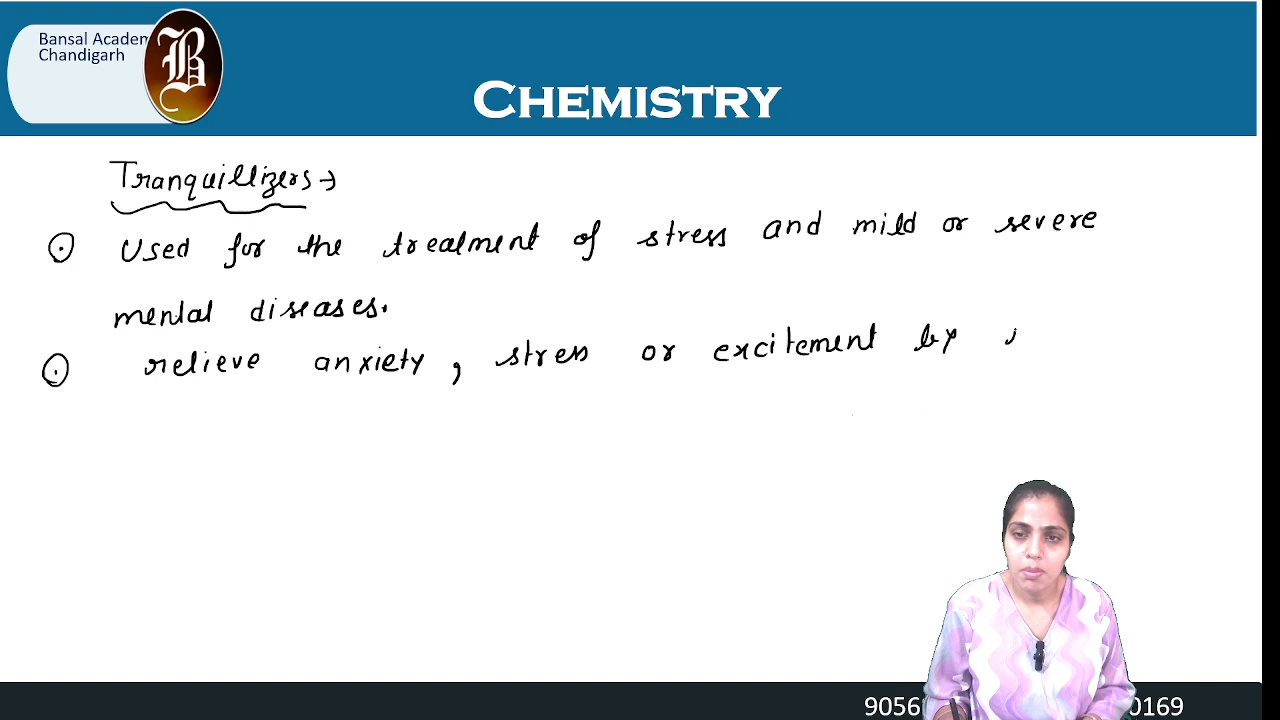 Bansal Academ
Chandigarh
CHEMISTRY
Tranquillizers →
Used for the treatment of stress and mild or severe
mental diseases.
relieve anxiety, stress or excitement by
9056
0169